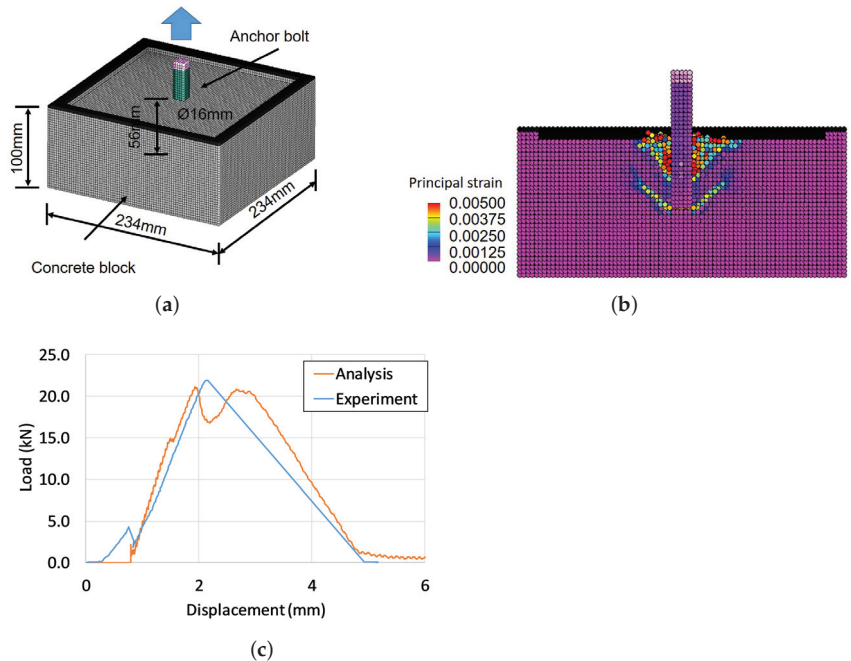 Anchor bolt
Ø16mm
56mm
100mm
234mm
234mm
Concrete block
(a)
Principal strain
0.00500
0.00375
0.00250
0.00125
0.00000
(b)
25.0
20.0
15.0
10.0
5.0
0.0
Load (kN)
Analysis
Experiment
0 2 4 6
Displacement (mm)
(c)